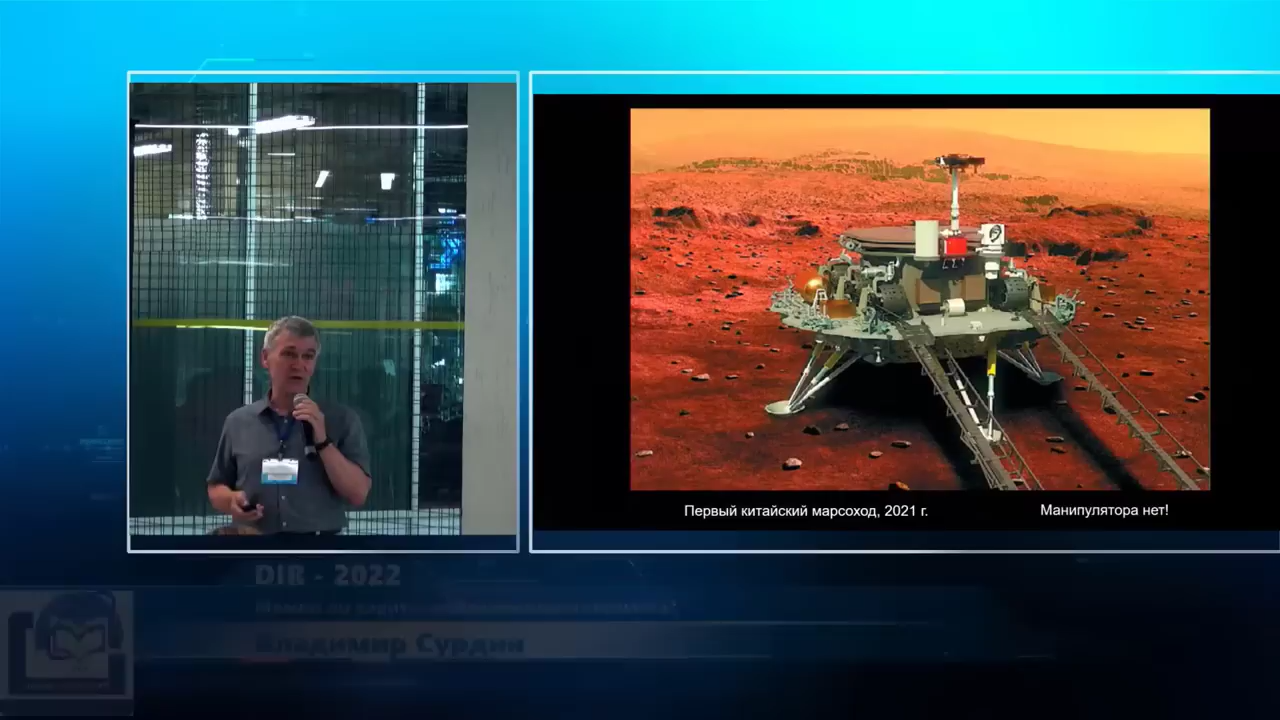 Первый китайский марсоход, 2021 г.
Манипулятора нет!
DIR - 2022
Владимир Сурдин